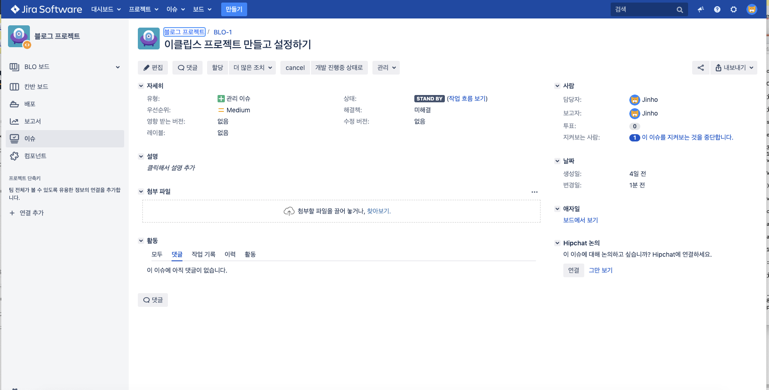 Jira Software 대시보드 프로젝트 이슈 보드 만들기 검색
블로그 프로젝트
BLO 보드
칸반 보드
배포
보고서
이슈
컴포넌트
프로젝트 단축키
팀 전체가 볼 수 있도록 유용한 정보의 연결을 추가합
니다.
+ 연결 추가
블로그 프로젝트 / BLO-1
이클립스 프로젝트 만들고 설정하기
편집 댓글 할당 더 많은 조치 cancel 개발 진행중 상태로 관리 내보내기
자세히
유형: 관리 이슈 상태: STAND BY (작업 흐름 보기)
우선순위: Medium 해결책: 미해결
영향 받는 버전: 없음 수정 버전: 없음
레이블: 없음
설명
클릭해서 설명 추가
첨부 파일
첨부할 파일을 끌어 놓거나, 찾아보기.
활동
모두 댓글 작업 기록 이력 활동
이 이슈에 아직 댓글이 없습니다.
댓글
사람
담당자: Jinho
보고자: Jinho
투표: 0
지켜보는 사람: 1 이 이슈를 지켜보는 것을 중단합니다.
날짜
생성일: 4일 전
변경일: 1분 전
애자일
보드에서 보기
Hipchat 논의
이 이슈에 대해 논의하고 싶습니까? Hipchat에 연결하세요.
연결 그만 보기